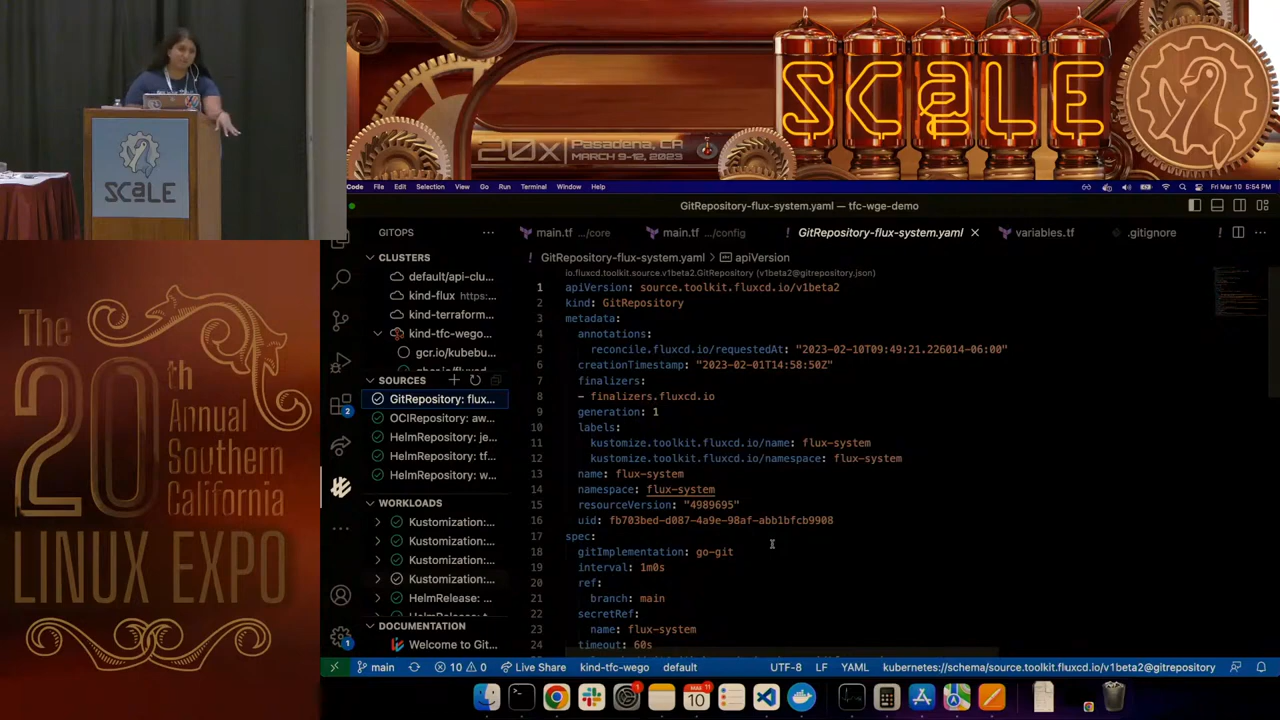 SCaLE
20x
Pasadena, CA
MARCH 9-12, 2023
SCaLE
The
20th
Annual
Southern
California
LINUX EXPO
Code File Edit Selection View Go Run Terminal Window Help
Fri Mar 10 5:54 PM
GitRepository-flux-system.yaml — tfc-wge-demo
GITOPS ···
main.tf .../core
main.tf .../config
! GitRepository-flux-system.yaml ×
variables.tf
.gitignore
!
···
CLUSTERS
default/api-clu...
kind-flux https:...
kind-terraform...
kind-tfc-wego...
gcr.io/kubebu...
SOURCES
GitRepository: flux...
OCIRepository: aw...
HelmRepository: je...
HelmRepository: tf...
HelmRepository: w...
WORKLOADS
Kustomization:...
Kustomization:...
Kustomization:...
Kustomization:...
HelmRelease: ...
DOCUMENTATION
Welcome to Git...
2
1
! GitRepository-flux-system.yaml > apiVersion
io.fluxcd.toolkit.source.v1beta2.GitRepository (v1beta2@gitrepository.json)
1 apiVersion: source.toolkit.fluxcd.io/v1beta2
2 kind: GitRepository
3 metadata:
4 annotations:
5 reconcile.fluxcd.io/requestedAt: "2023-02-10T09:49:21.226014-06:00"
6 creationTimestamp: "2023-02-01T14:58:50Z"
7 finalizers:
8 - finalizers.fluxcd.io
9 generation: 1
10 labels:
11 kustomize.toolkit.fluxcd.io/name: flux-system
12 kustomize.toolkit.fluxcd.io/namespace: flux-system
13 name: flux-system
14 namespace: flux-system
15 resourceVersion: "4989695"
16 uid: fb703bed-d087-4a9e-98af-abb1bfcb9908
17 spec:
18 gitImplementation: go-git
19 interval: 1m0s
20 ref:
21 branch: main
22 secretRef:
23 name: flux-system
24 timeout: 60s
main 10 0 Live Share kind-tfc-wego default UTF-8 LF YAML kubernetes://schema/source.toolkit.fluxcd.io/v1beta2@gitrepository
1
11
10